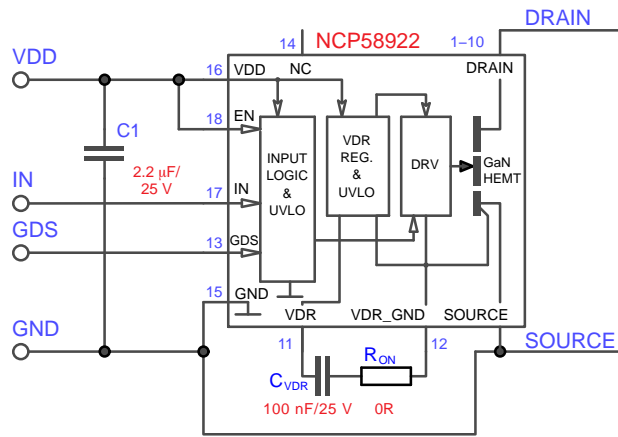 DRAIN
NCP58922
14
1–10
VDD
16
VDD
NC
DRAIN
EN
18
C1
2.2 µF/
25 V
INPUT
LOGIC
&
UVLO
VDR
REG.
&
UVLO
DRV
GaN
HEMT
IN
17
IN
GDS
13
GDS
15
GND
GND
VDR
VDR_GND
SOURCE
11
12
SOURCE
CVDR
RON
100 nF/25 V
0R